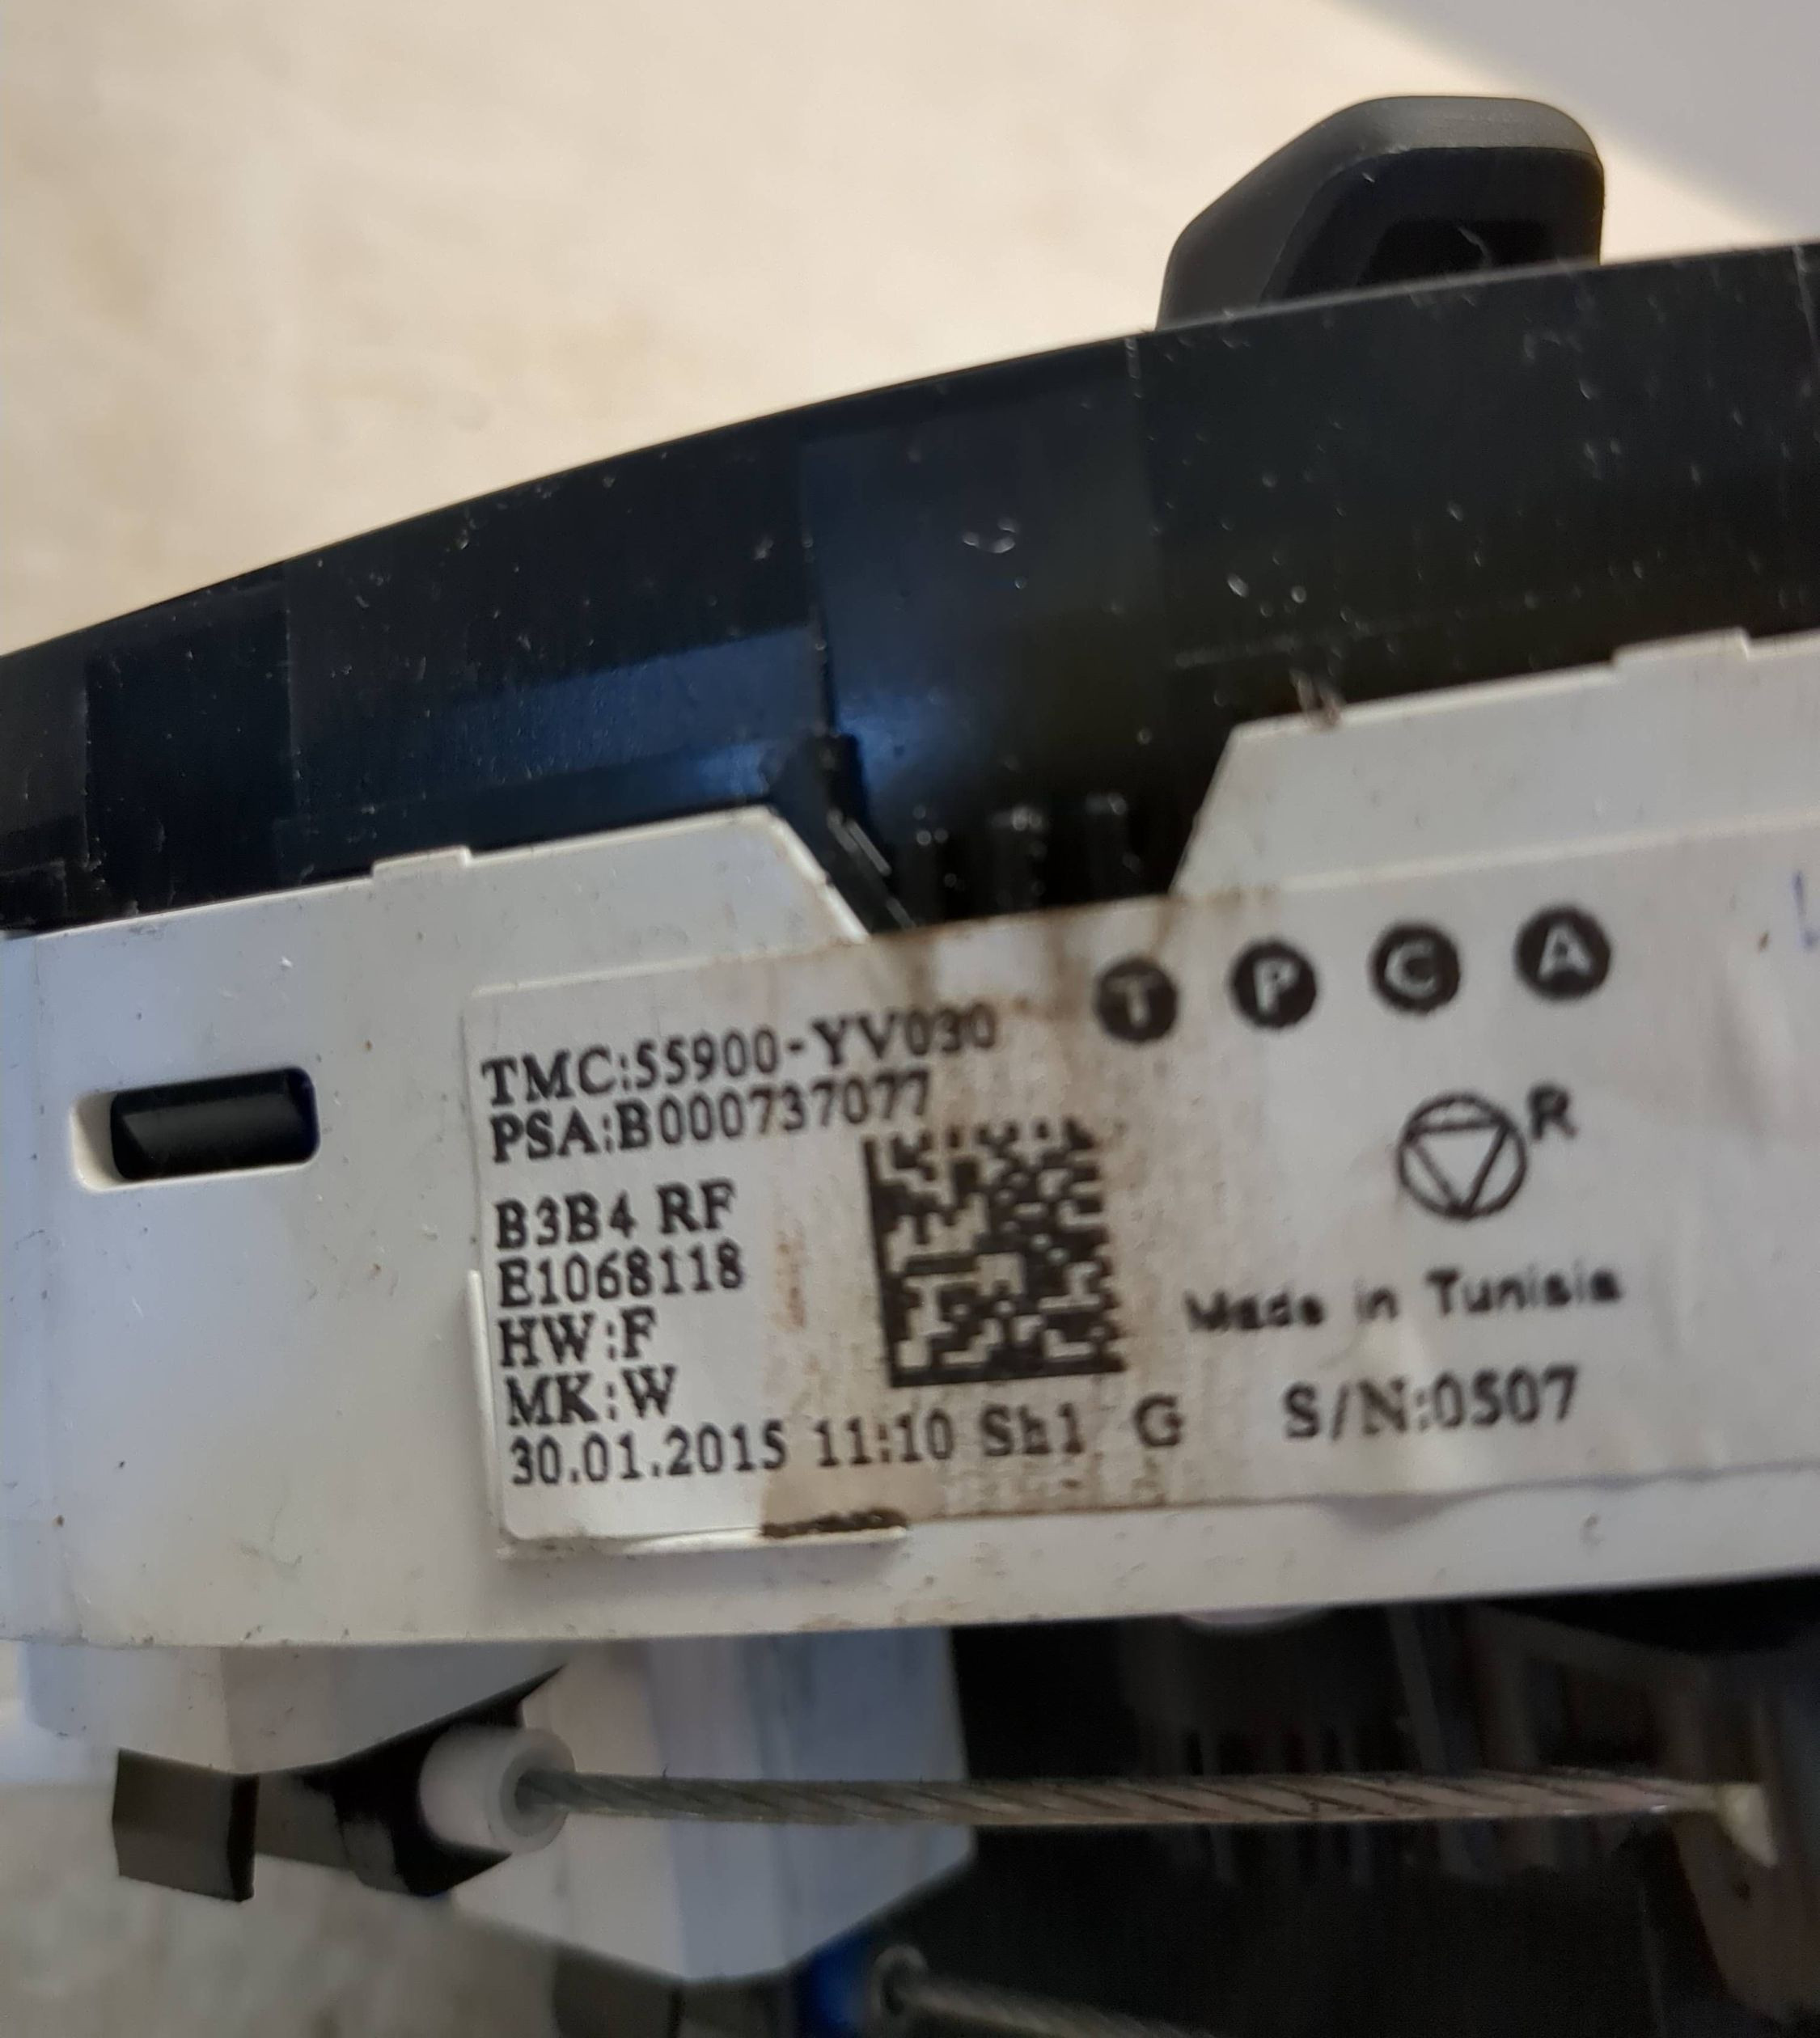 TMC:55900-YV030
T P C A
PSA:B000737077
R
B3B4 RF
E1068118
HW:F
Made in Tunisia
MK:W
30.01.2015 11:10 Sh1 G S/N:0507